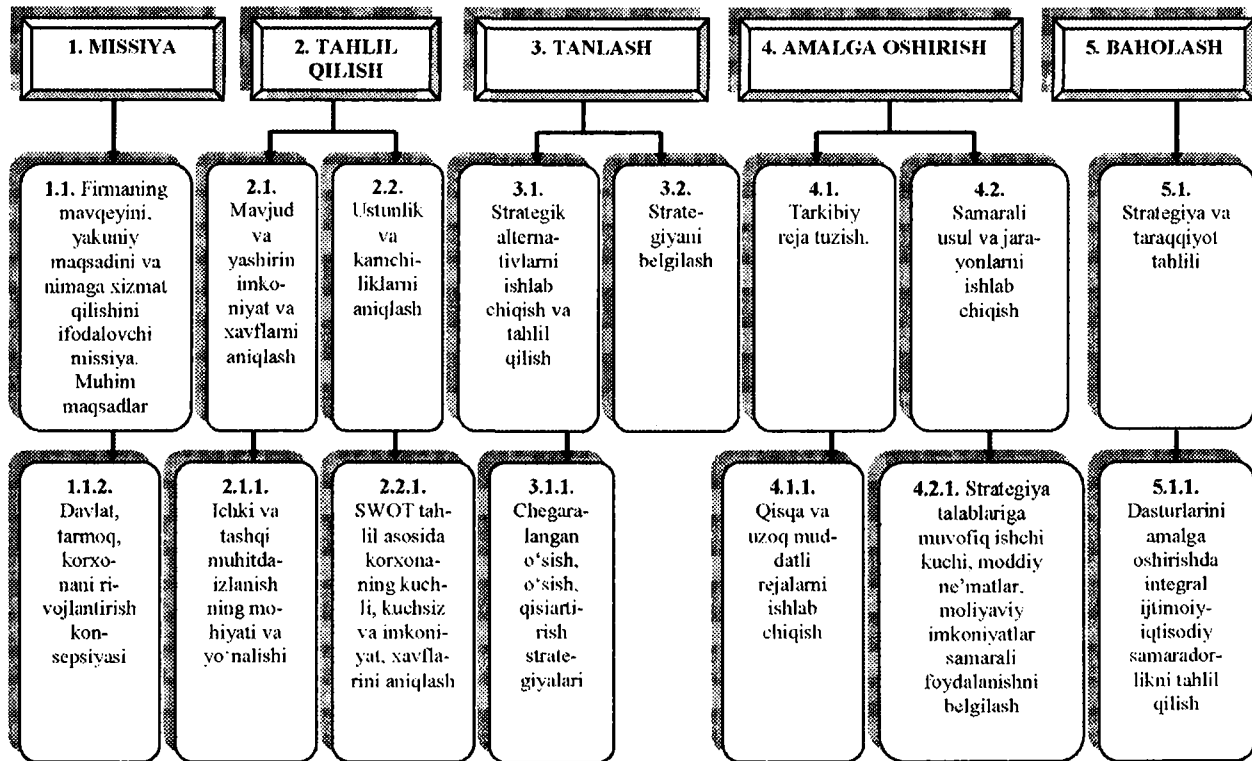 1. MISSIYA
2. TAHLIL
QILISH
3. TANLASH
4. AMALGA OSHIRISH
5. BAHOLASH
1.1. Firmaning
mavqeyini,
yakuniy
maqsadini va
nimaga xizmat
qilishini
ifodalovchi
missiya.
Muhim
maqsadlar
2.1.
Mavjud
va
yashirin
imko-
niyat va
xavflarni
aniqlash
2.2.
Ustunlik
va
kamchi-
liklarni
aniqlash
3.1.
Strategik
alterna-
tivlarni
ishlab
chiqish va
tahlil
qilish
3.2.
Strate-
giyani
belgilash
4.1.
Tarkibiy
reja tuzish.
4.2.
Samarali
usul va jara-
yonlarni
ishlab
chiqish
5.1.
Strategiya va
taraqqiyot
tahlili
1.1.2.
Davlat,
tarmoq,
korxo-
nani ri-
vojlantirish
kon-
sepsiyasi
2.1.1.
Ichki va
tashqi
muhitda-
izlanish
ning mo-
hiyati va
yo‘nalishi
2.2.1.
SWOT tah-
lil asosida
korxona-
ning kuch-
li, kuchsiz
va imkoni-
yat, xavfla-
rini aniqlash
3.1.1.
Chegara-
langan
o‘sish,
o‘sish,
qisiarti-
rish
strate-
giyalari
4.1.1.
Qisqa va
uzoq mud-
datli
rejalarni
ishlab
chiqish
4.2.1. Strategiya
talablariga
muvofiq ishchi
kuchi, moddiy
ne’matlar,
moliyaviy
imkoniyatlar
samarali
foydalanishni
belgilash
5.1.1.
Dasturlarini
amalga
oshirishda
integral
ijtimoiy-
iqtisodiy
samarador-
likni tahlil
qilish